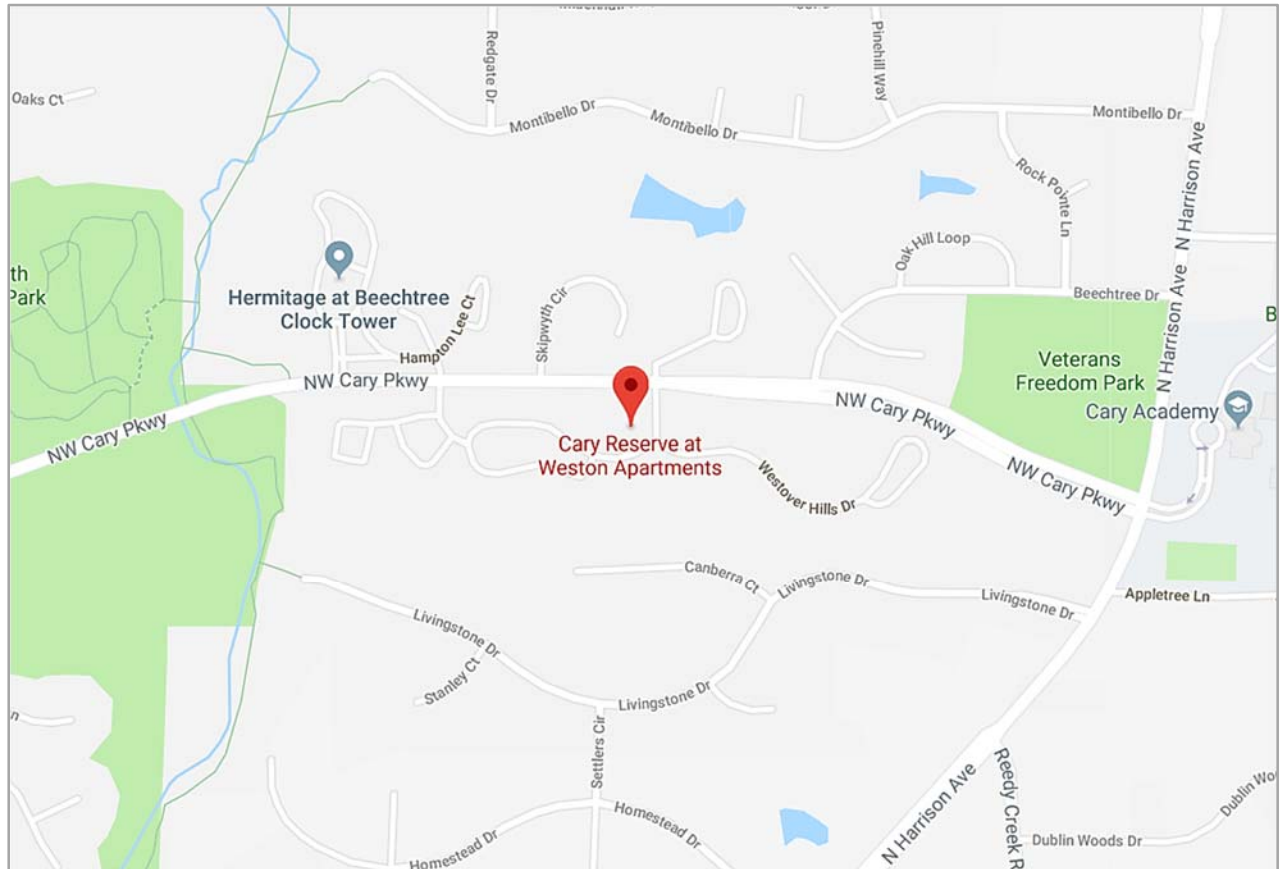 Redgate Dr
Pinehill Way
Oaks Ct
Montibello Dr
Montibello Dr
Montibello Dr
N Harrison Ave
Rock Pointe Ln
Oak Hill Loop
N Harrison Ave
th
Park
Hermitage at Beechtree
Clock Tower
Beechtree Dr
B
Hampton Lee Ct
Skipwyth Cir
N Harrison Ave
Veterans
Freedom Park
NW Cary Pkwy
NW Cary Pkwy
Cary Academy
NW Cary Pkwy
Cary Reserve at
Weston Apartments
NW Cary Pkwy
Westover Hills Dr
Canberra Ct
Livingstone Dr
Livingstone Dr
Appletree Ln
Livingstone Dr
Stanley Ct
Livingstone Dr
n
Settlers Cir
Reedy Creek R
N Harrison Ave
Dublin Wo
Homestead Dr
Homestead Dr
Dublin Woods Dr